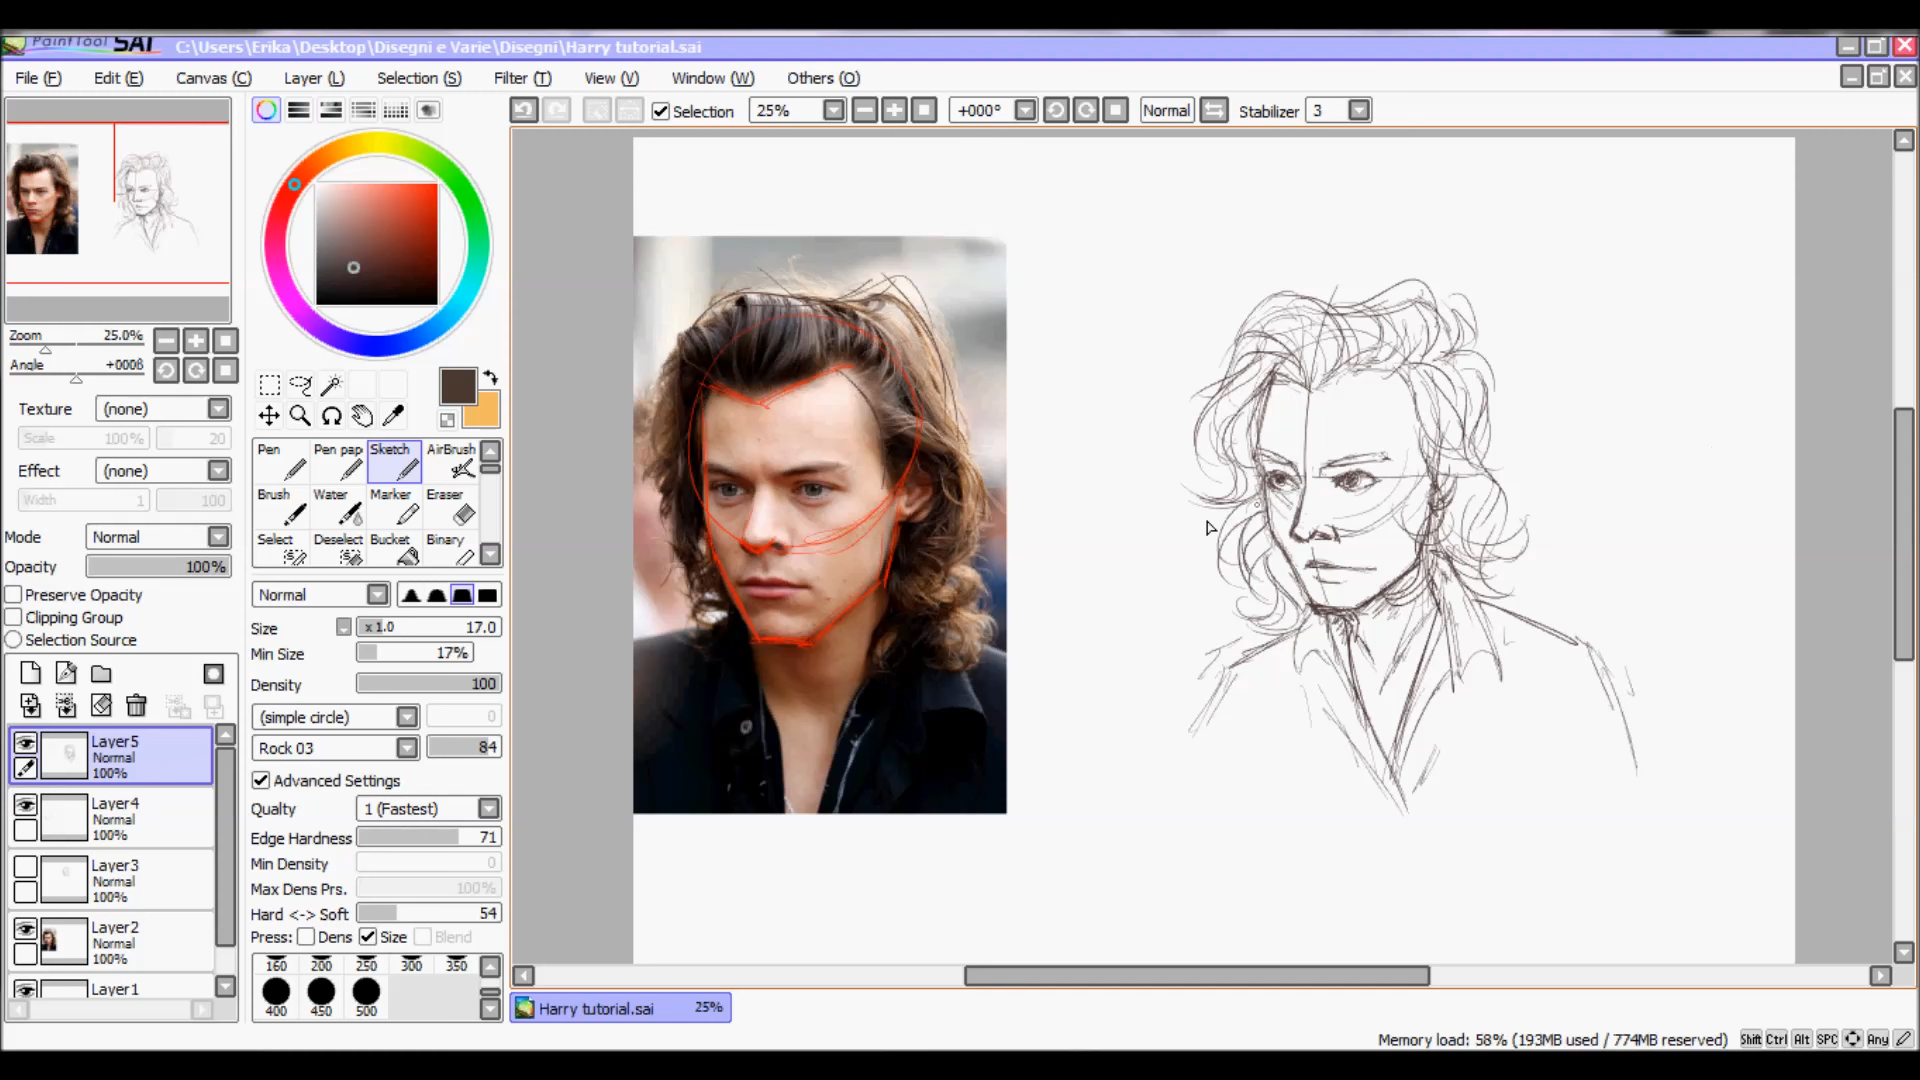 PaintTool SAI C:\Users\Erika\Desktop\Disegni e Varie\Disegni\Harry tutorial.sai
File (F) Edit (E) Canvas (C) Layer (L) Selection (S) Filter (T) View (V) Window (W) Others (O)
Selection 25% +000° Normal Stabilizer 3
Zoom 25.0%
Angle +000δ
Texture (none)
Scale 100% 20
Effect (none)
Width 1 100
Mode Normal
Opacity 100%
Preserve Opacity
Clipping Group
Selection Source
Layer5
Normal
100%
Layer4
Normal
100%
Layer3
Normal
100%
Layer2
Normal
100%
Layer1
Pen Pen pap Sketch AirBrush
Brush Water Marker Eraser
Select Deselect Bucket Binary
Normal
Size x 1.0 17.0
Min Size 17%
Density 100
(simple circle) 0
Rock 03 84
Advanced Settings
Qualty 1 (Fastest)
Edge Hardness 71
Min Density 0
Max Dens Prs. 100%
Hard <-> Soft 54
Press: Dens Size Blend
160 200 250 300 350
400 450 500
Harry tutorial.sai 25%
Memory load: 58% (193MB used / 774MB reserved) Shift Ctrl Alt SPC Any